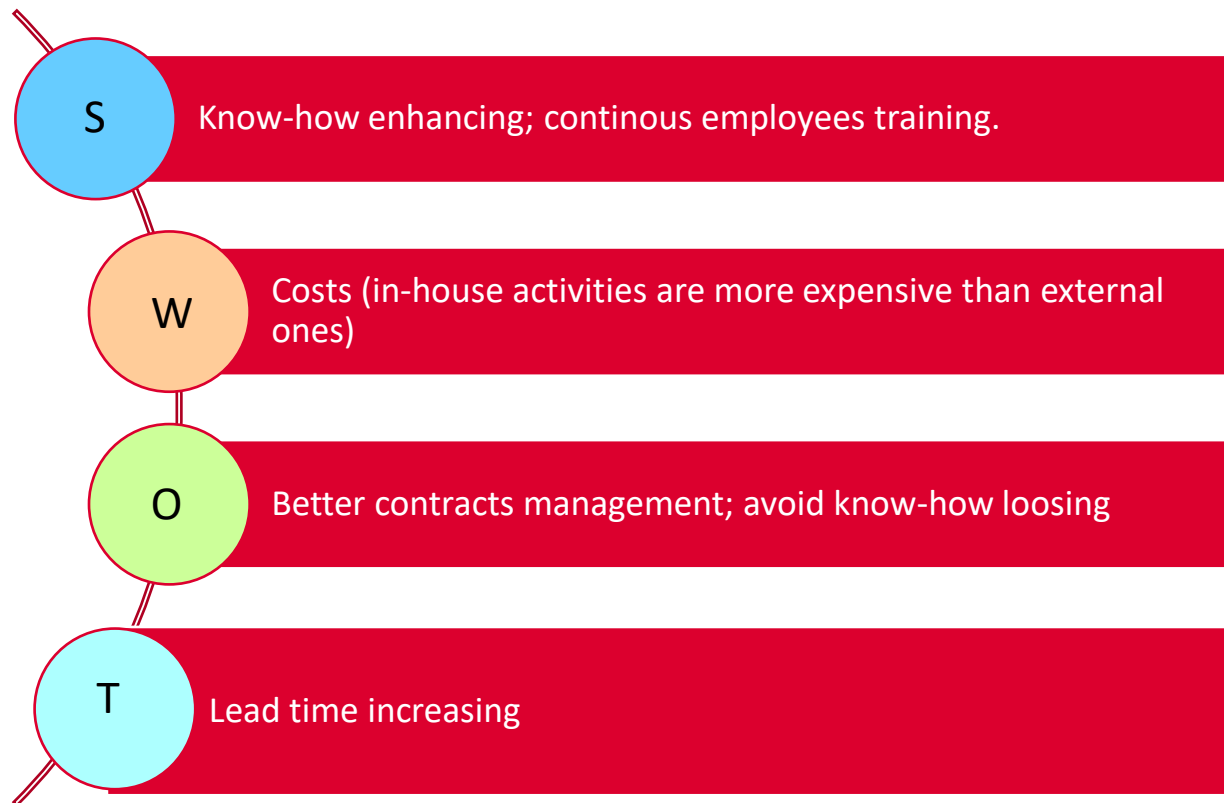 S
Know-how enhancing; continous employees training.
W
Costs (in-house activities are more expensive than external
ones)
O
Better contracts management; avoid know-how loosing
T
Lead time increasing